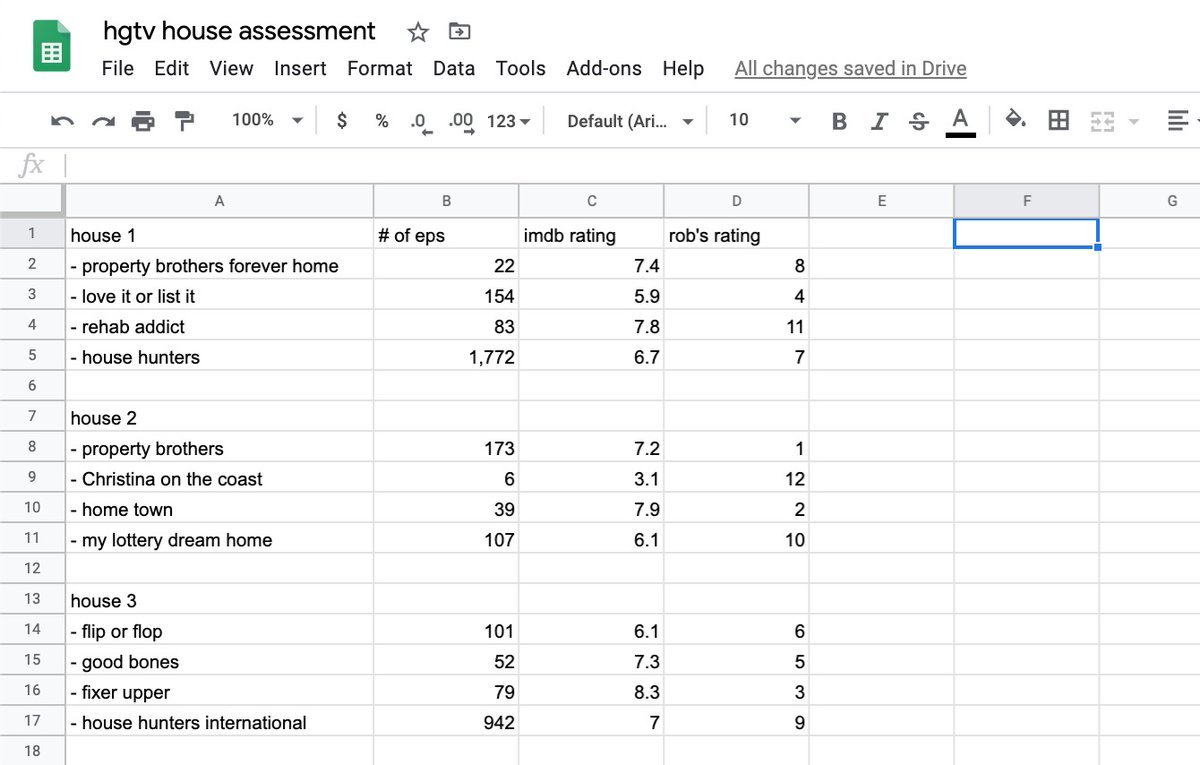 hgtv house assessment
File Edit View Insert Format Data Tools Add-ons Help All changes saved in Drive
100% $ % .0 .00 123 Default (Ari... 10 B I S A
fx
A B C D E F G
1 house 1 # of eps imdb rating rob's rating
2 - property brothers forever home 22 7.4 8
3 - love it or list it 154 5.9 4
4 - rehab addict 83 7.8 11
5 - house hunters 1,772 6.7 7
6
7 house 2
8 - property brothers 173 7.2 1
9 - Christina on the coast 6 3.1 12
10 - home town 39 7.9 2
11 - my lottery dream home 107 6.1 10
12
13 house 3
14 - flip or flop 101 6.1 6
15 - good bones 52 7.3 5
16 - fixer upper 79 8.3 3
17 - house hunters international 942 7 9
18